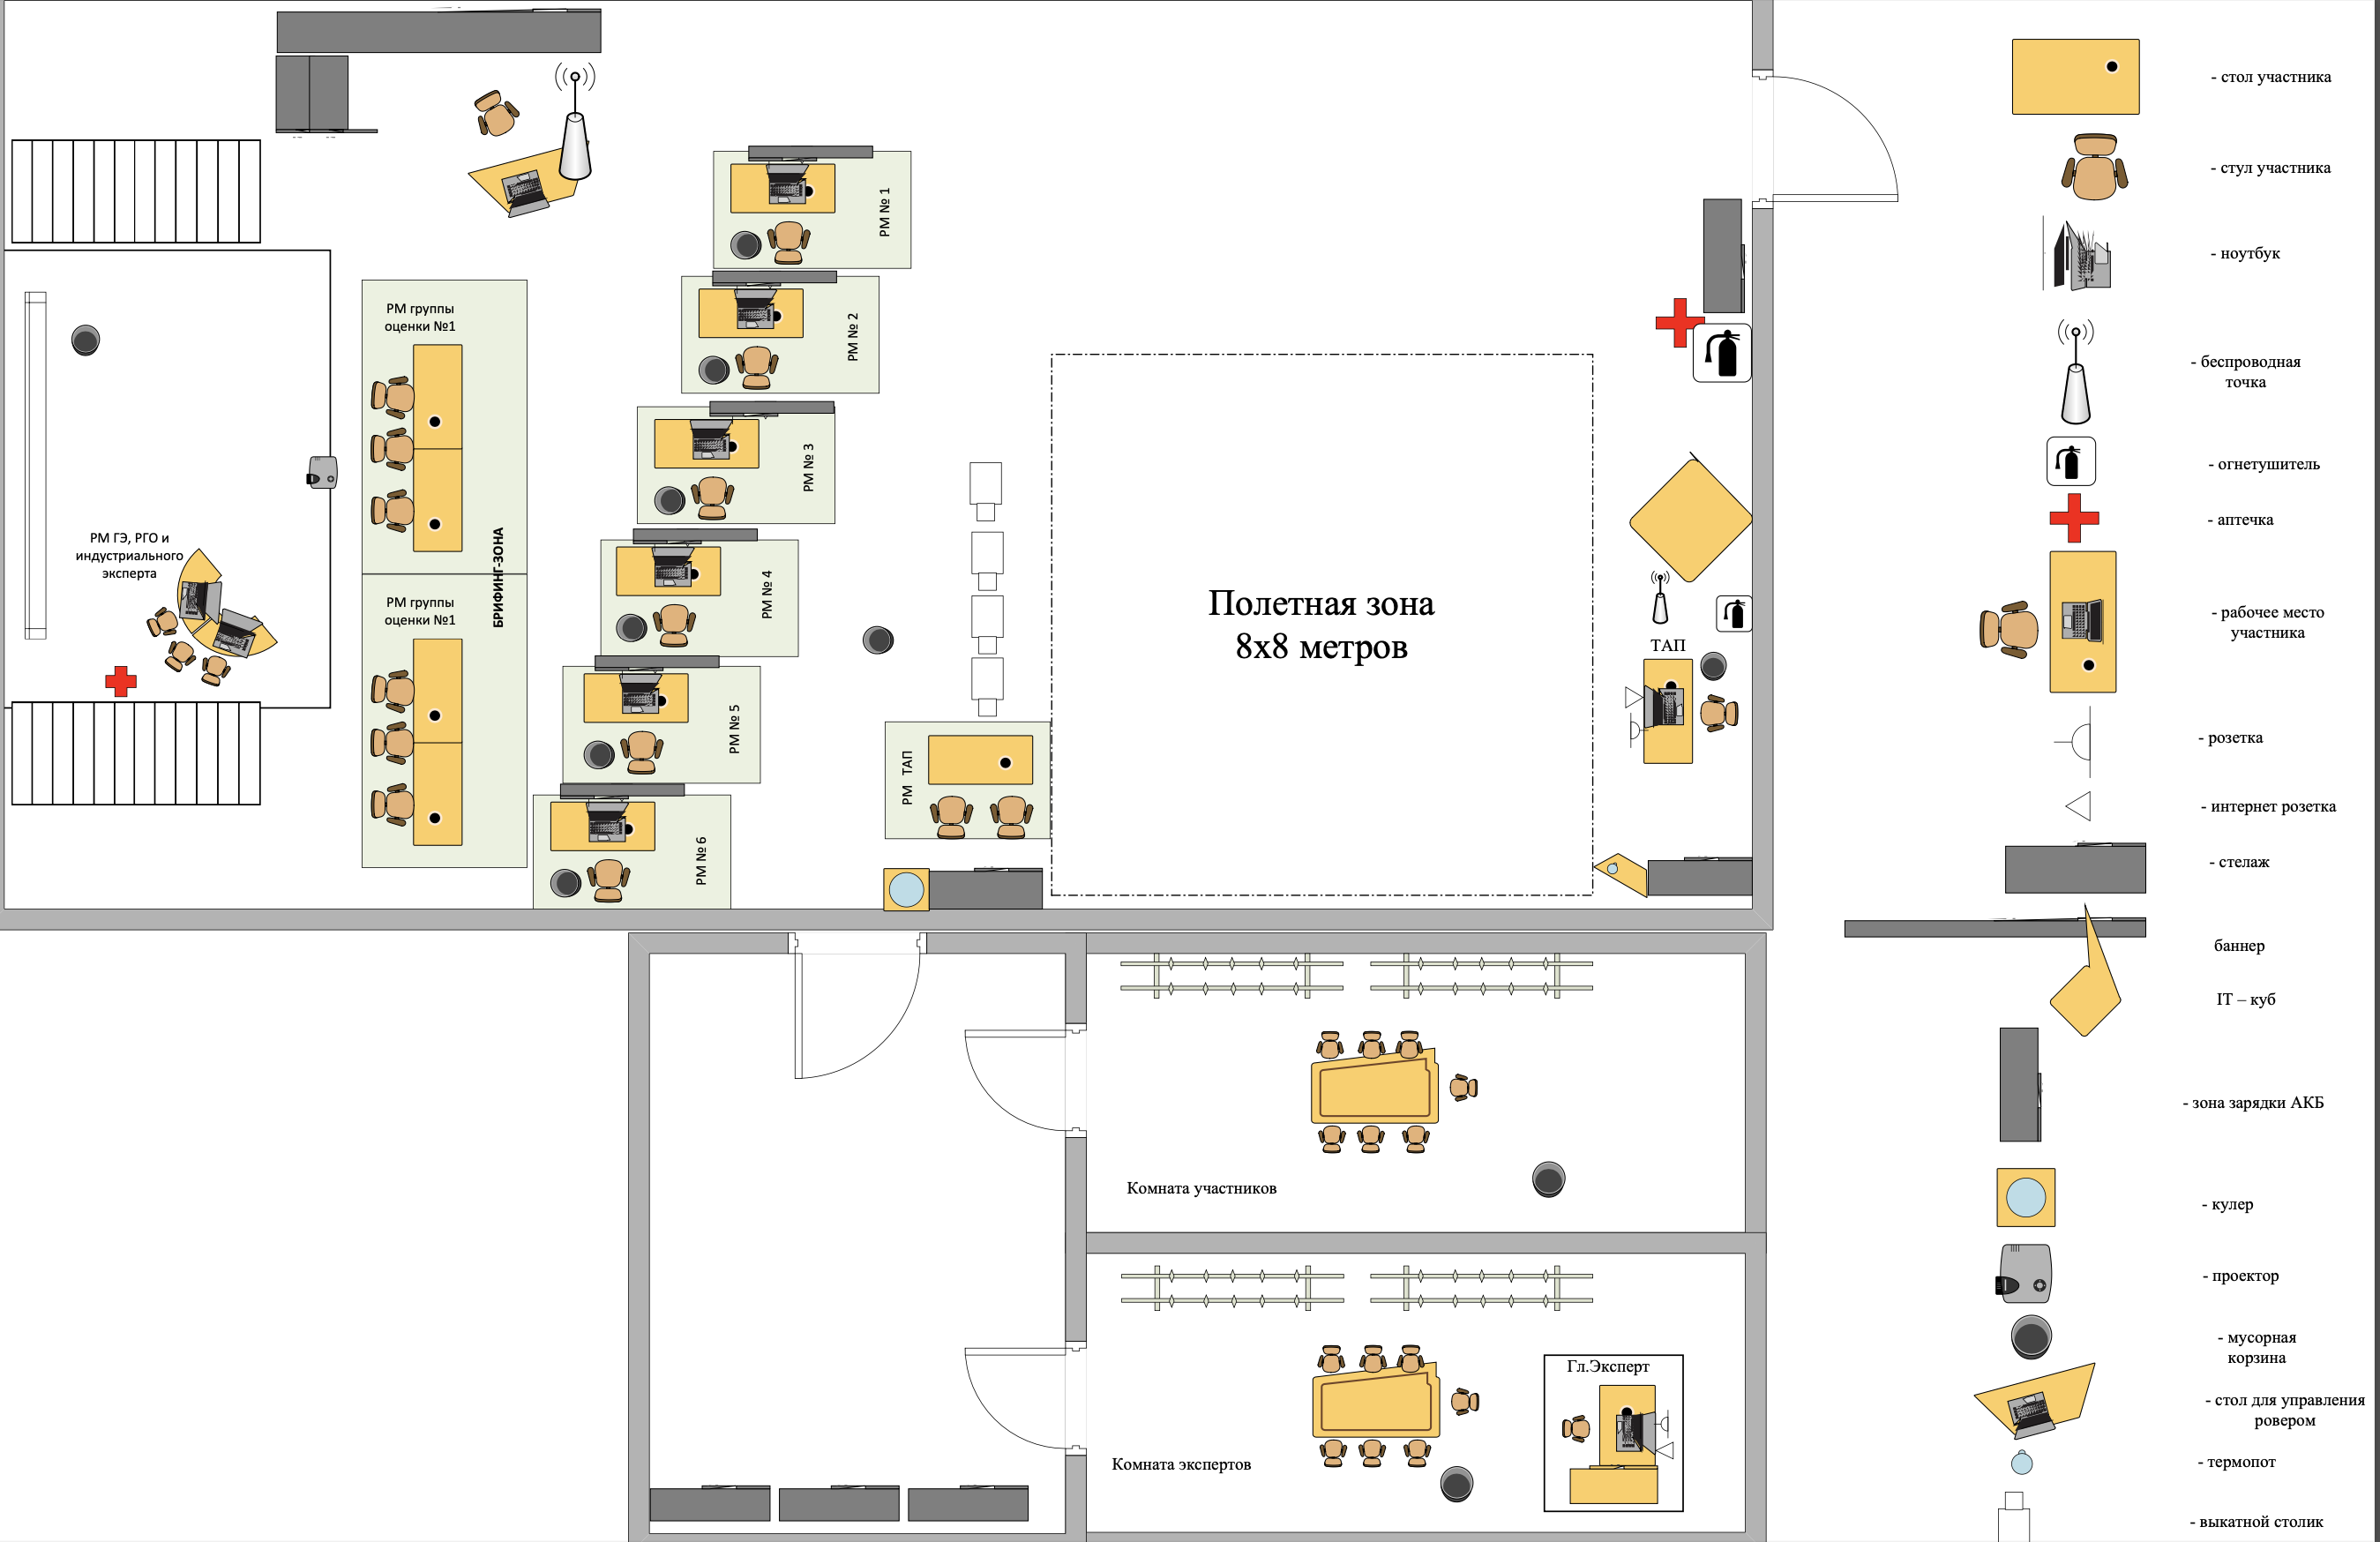 РМ № 1
РМ № 2
РМ № 3
РМ № 4
РМ № 5
РМ № 6
РМ группы
оценки №1
РМ группы
оценки №1
БРИФИНГ-ЗОНА
РМ ГЭ, РГО и
индустриального
эксперта
РМ ТАП
Полетная зона
8х8 метров
ТАП
Комната участников
Комната экспертов
Гл.Эксперт
- стол участника
- стул участника
- ноутбук
- беспроводная
точка
- огнетушитель
- аптечка
- рабочее место
участника
- розетка
- интернет розетка
- стелаж
баннер
IT – куб
- зона зарядки АКБ
- кулер
- проектор
- мусорная
корзина
- стол для управления
ровером
- термопот
- выкатной столик